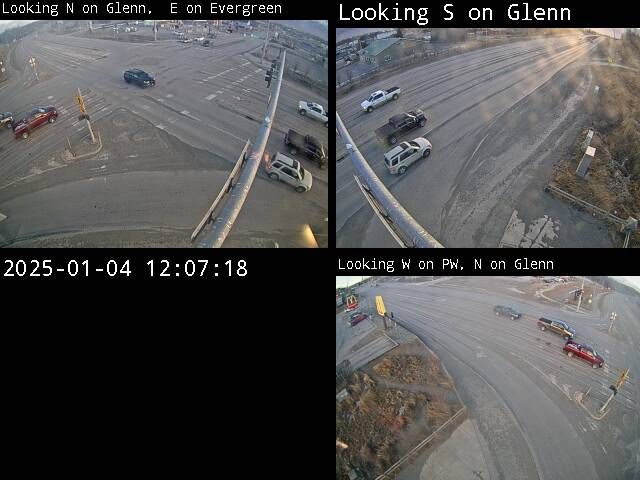 Looking N on Glenn,  E on Evergreen
Looking S on Glenn
2025-01-04 12:07:18
Looking W on PW, N on Glenn